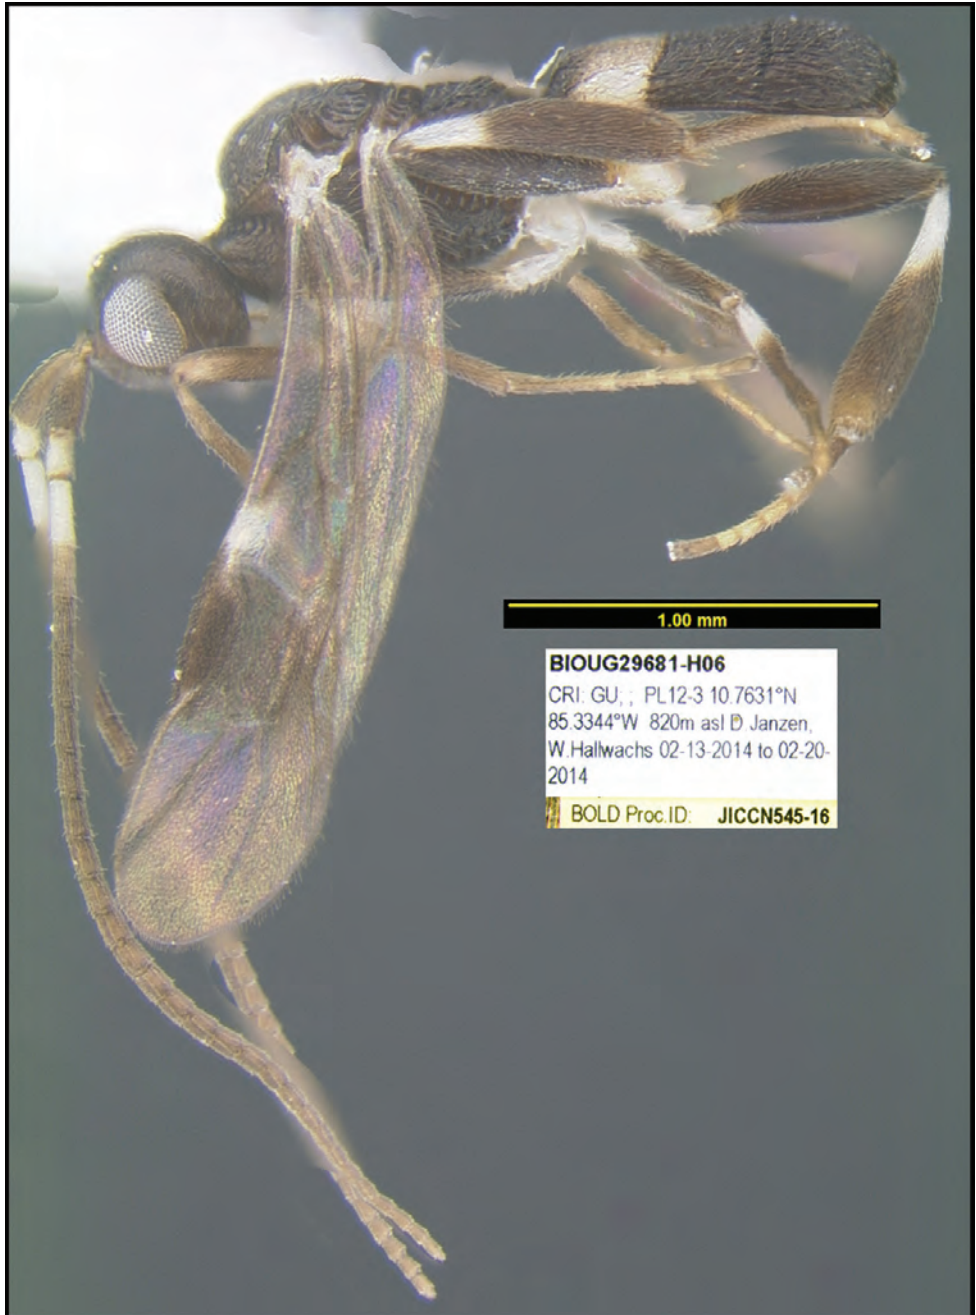 1.00 mm
BIOUG29681-H06
CRI: GU; ; PL12-3 10.7631°N
85.3344°W 820m asl D.Janzen,
W.Hallwachs 02-13-2014 to 02-20-
2014
BOLD Proc.ID: JICCN545-16